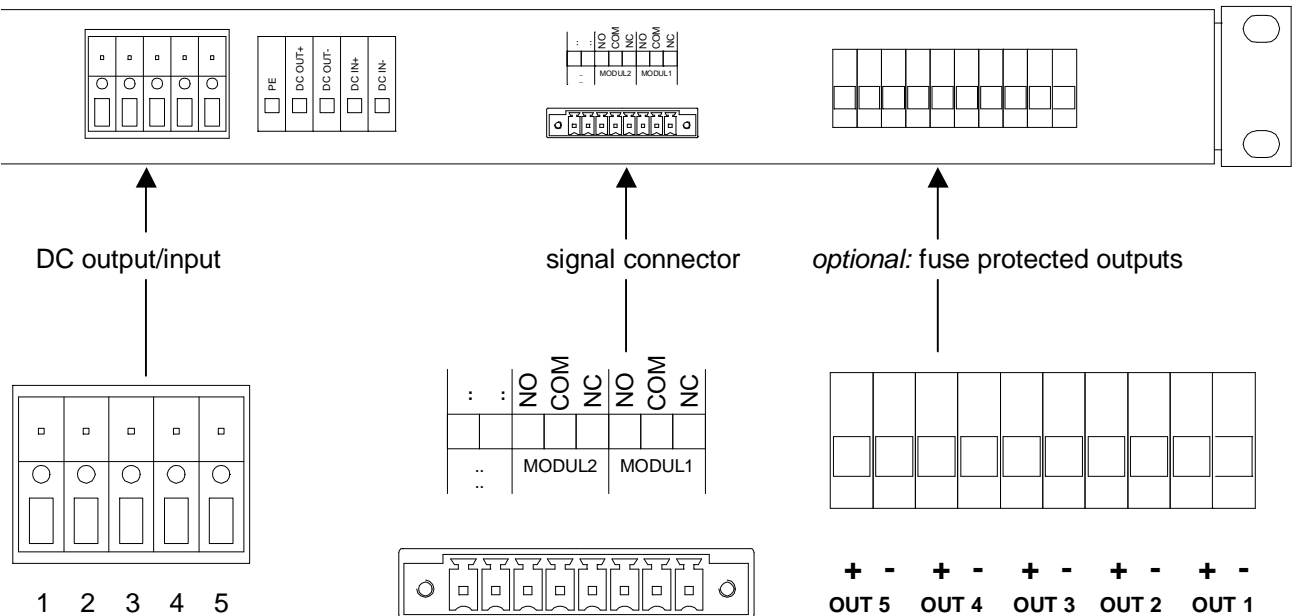 PE
DC OUT+
DC OUT-
DC IN+
DC IN-
: : NO COM NC NO COM NC
.. MODUL2 MODUL1
DC output/input
signal connector
optional: fuse protected outputs
: : NO COM NC NO COM NC
.. MODUL2 MODUL1
..
+ - + - + - + - + -
1 2 3 4 5
OUT 5 OUT 4 OUT 3 OUT 2 OUT 1